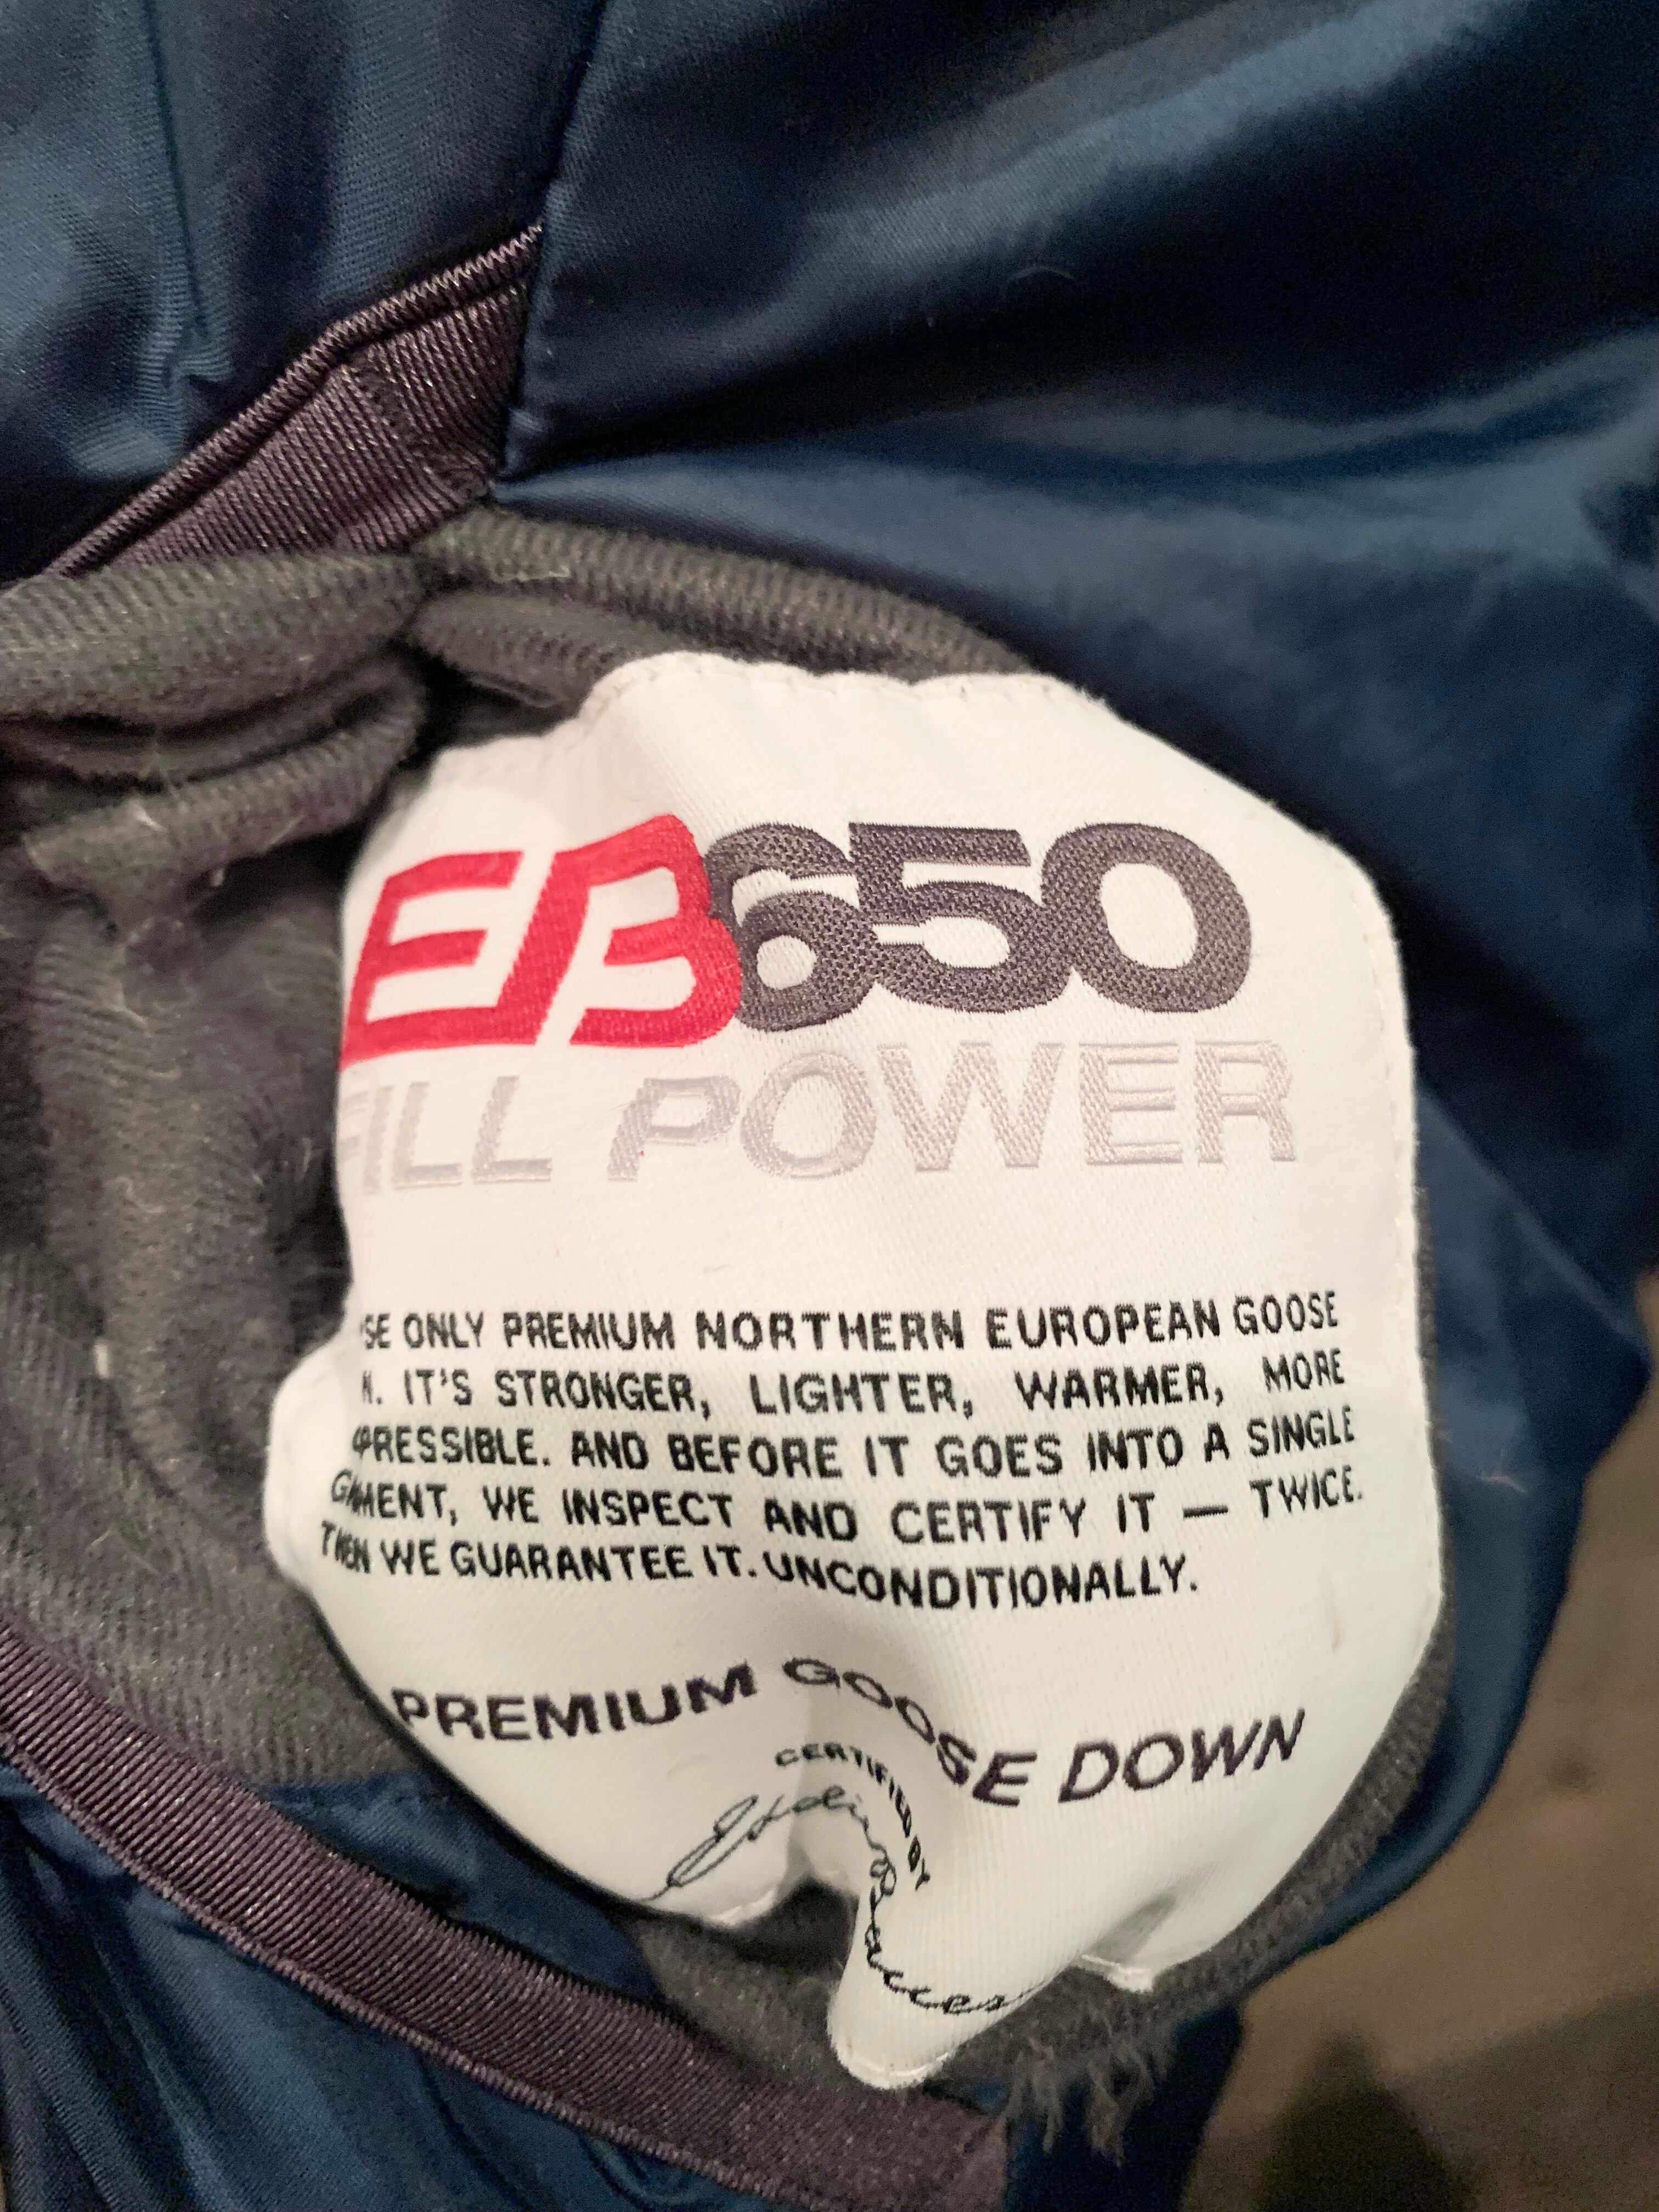 EB650
FILL POWER
SE ONLY PREMIUM NORTHERN EUROPEAN GOOSE
N. IT'S STRONGER, LIGHTER, WARMER, MORE
PRESSIBLE. AND BEFORE IT GOES INTO A SINGLE
MENT, WE INSPECT AND CERTIFY IT — TWICE.
THEN WE GUARANTEE IT. UNCONDITIONALLY.
PREMIUM GOOSE DOWN
CERTIFIED BY